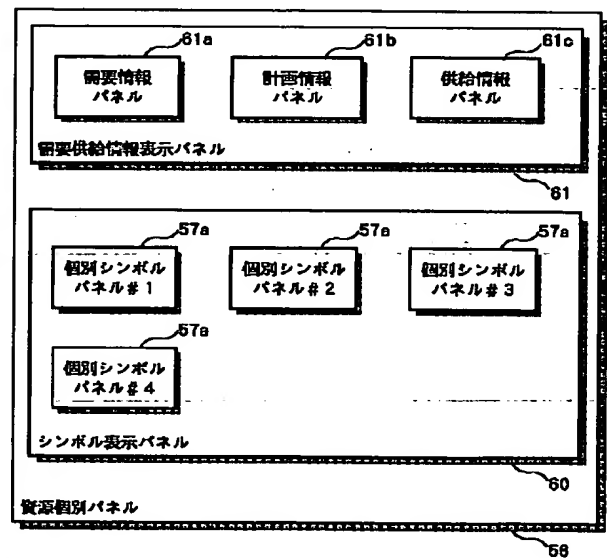 61a
61b
61c
需要情報
パネル
計画情報
パネル
供給情報
パネル
需要供給情報表示パネル
61
57a
57a
57a
個別シンボル
パネル#1
個別シンボル
パネル#2
個別シンボル
パネル#3
57a
個別シンボル
パネル#4
シンボル表示パネル
60
資源個別パネル
56